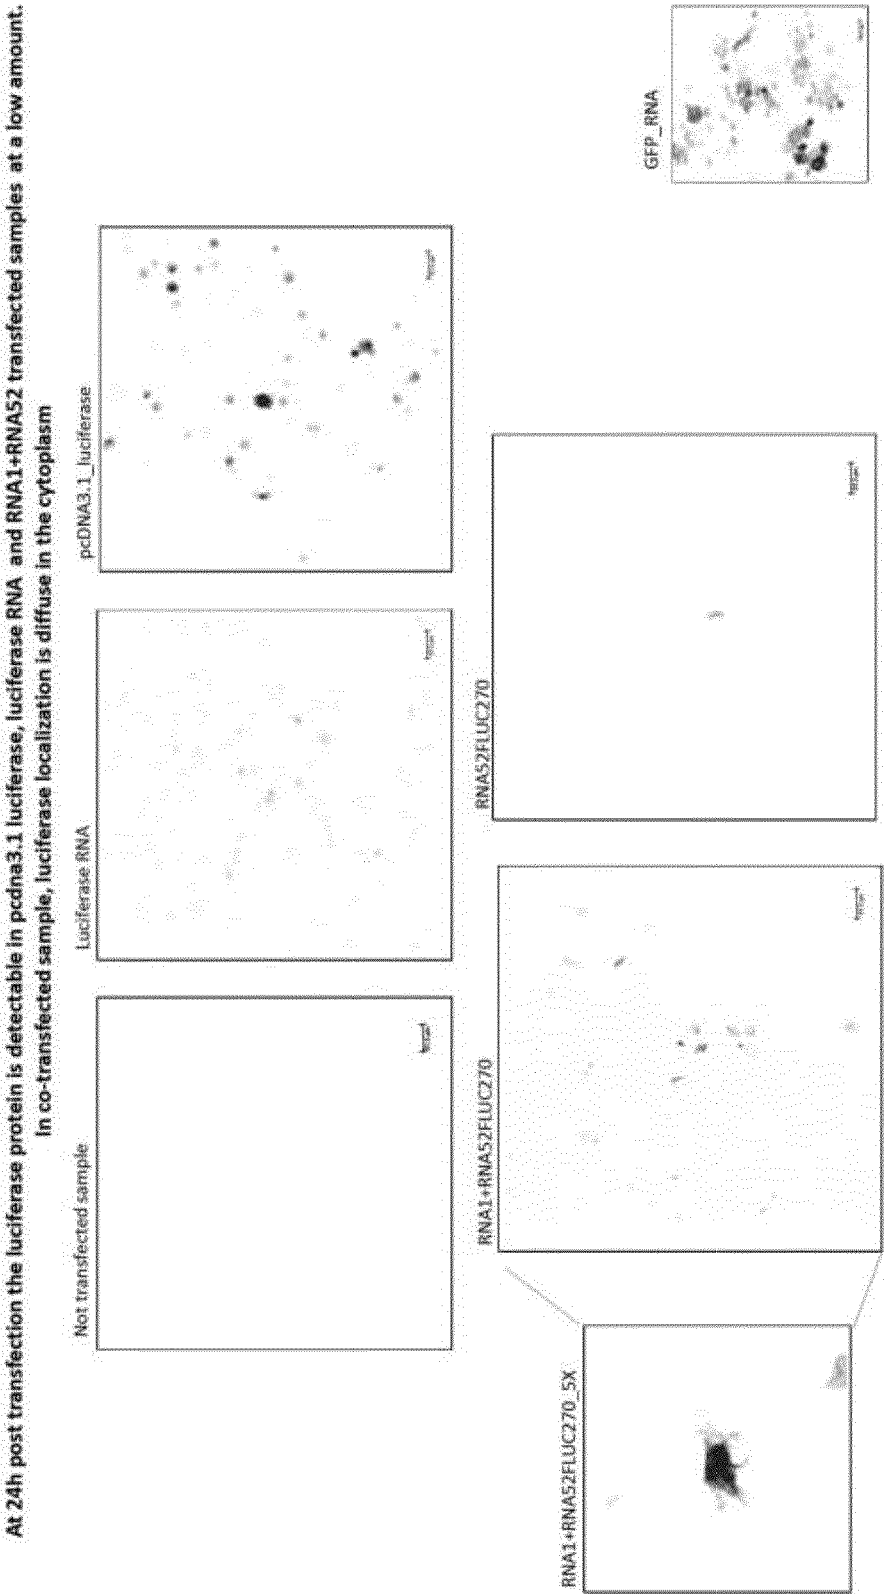 At 24h post transfection the luciferase protein is detectable in pcdna3.1 luciferase, luciferase RNA and RNA1+RNA52 transfected samples at a low amount.
In co-transfected sample, luciferase localization is diffuse in the cytoplasm
Not transfected sample
Luciferase RNA
pcDNA3.1_luciferase
RNA1+RNA52FLUC270_5X
RNA1+RNA52FLUC270
RNA52FLUC270
GFP_RNA